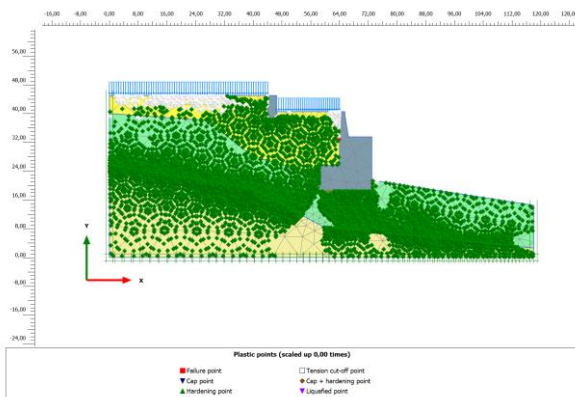 -16,00 -8,00 0,00 8,00 16,00 24,00 32,00 40,00 48,00 56,00 64,00 72,00 80,00 88,00 96,00 104,00 112,00 120,00
56,00
48,00
40,00
32,00
24,00
16,00
8,00
0,00
-8,00
-16,00
-24,00
Y
X
Plastic points (scaled up 0,00 times)
Failure point
Tension cut-off point
Cap point
Cap + hardening point
Hardening point
Liquefied point